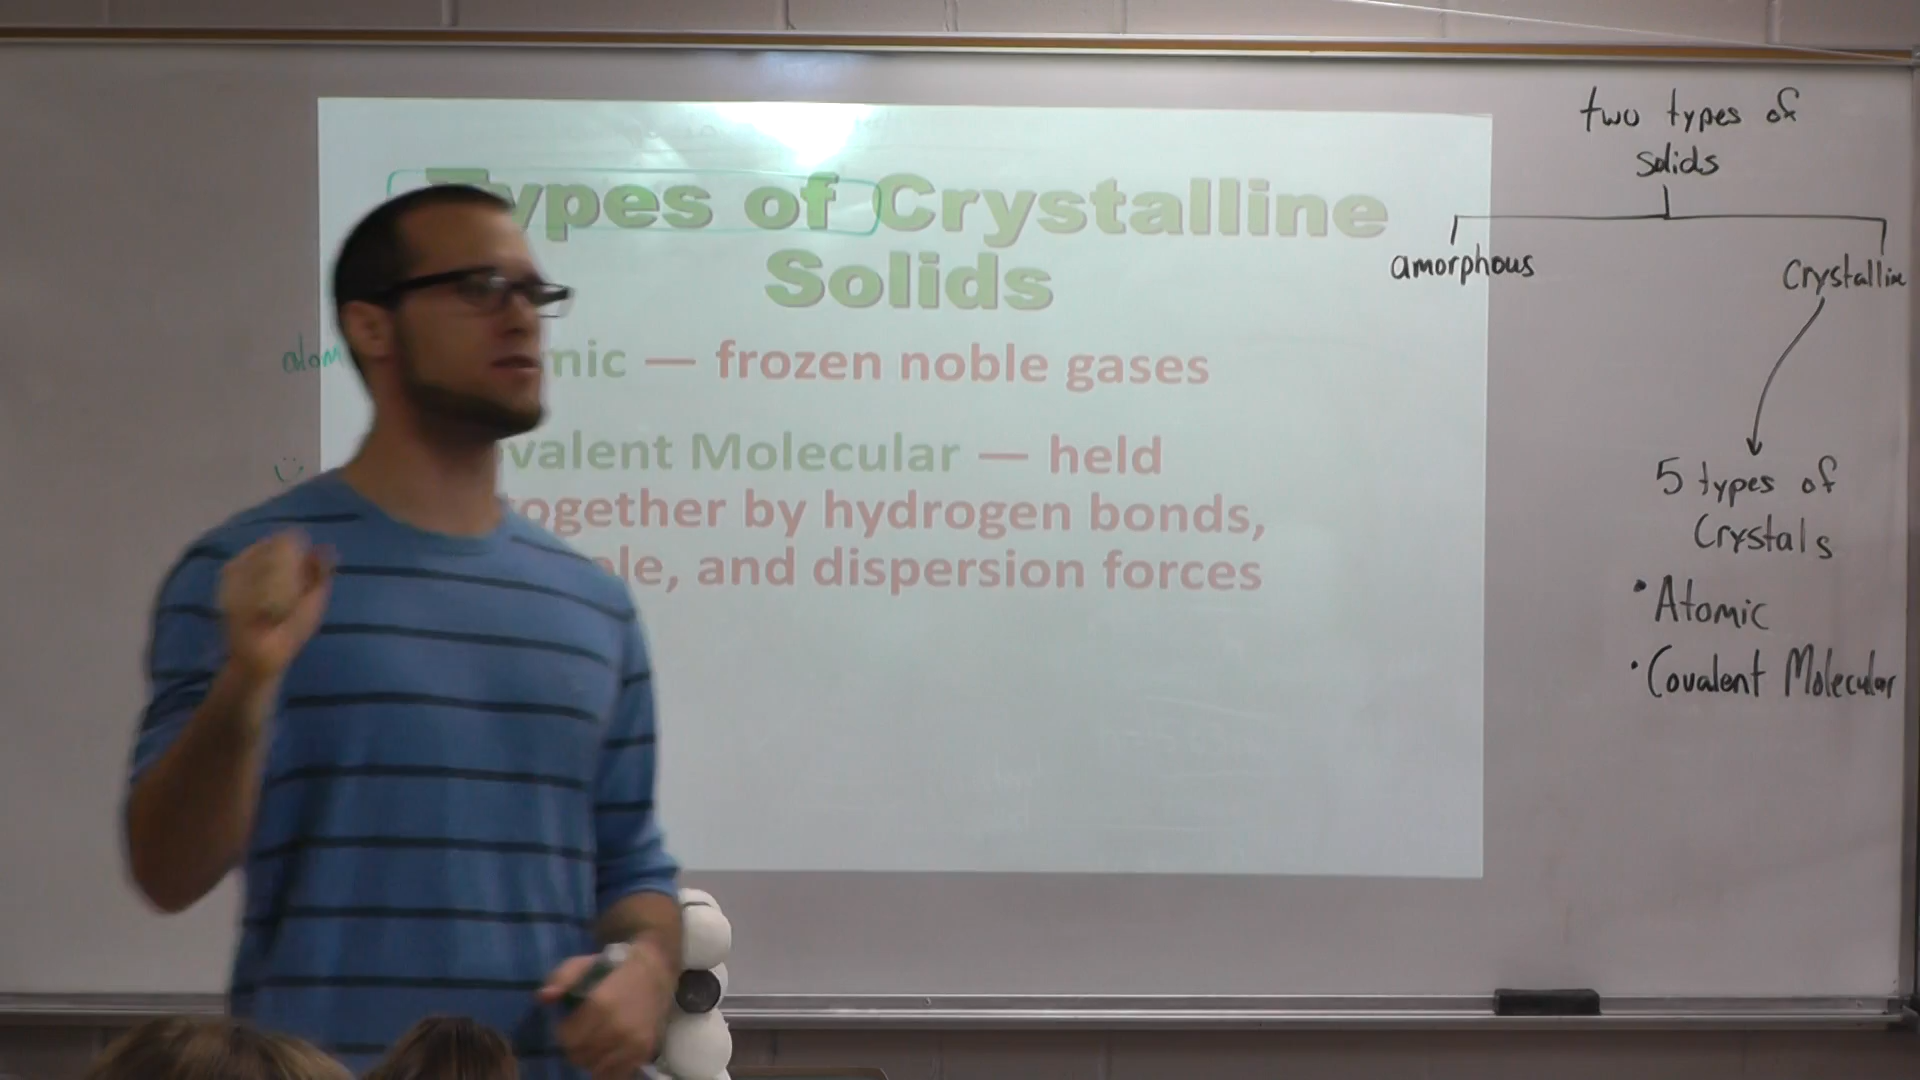 Types of Crystalline
Solids
mic — frozen noble gases
valent Molecular — held
together by hydrogen bonds,
le, and dispersion forces
atom
two types of
solids
amorphous
Crystalline
5 types of
Crystals
• Atomic
• Covalent Molecular